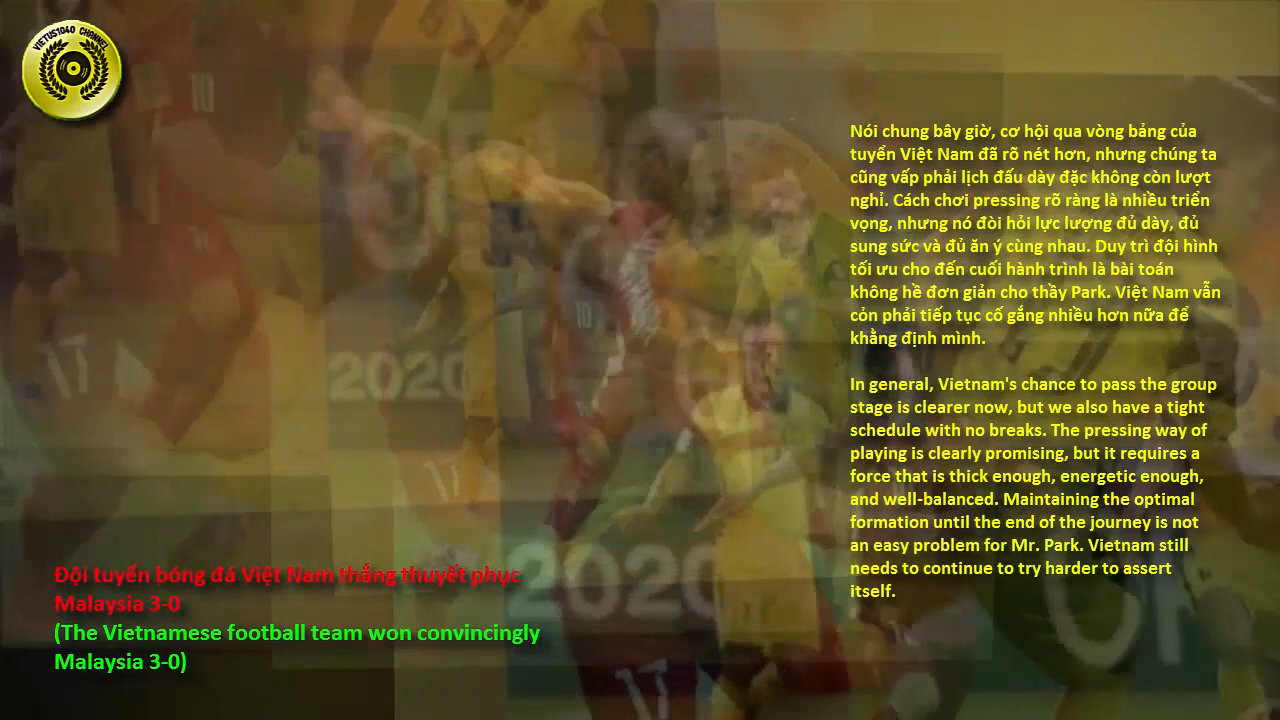 VIETUS1040 CHANNEL
10
Nói chung bây giờ, cơ hội qua vòng bảng của
tuyển Việt Nam đã rõ nét hơn, nhưng chúng ta
cũng vấp phải lịch đấu dày đặc không còn lượt
nghỉ. Cách chơi pressing rõ ràng là nhiều triển
vọng, nhưng nó đòi hỏi lực lượng đủ dày, đủ
sung sức và đủ ăn ý cùng nhau. Duy trì đội hình
tối ưu cho đến cuối hành trình là bài toán
không hề đơn giản cho thầy Park. Việt Nam vẫn
còn phải tiếp tục cố gắng nhiều hơn nữa để
khẳng định mình.
In general, Vietnam's chance to pass the group
stage is clearer now, but we also have a tight
schedule with no breaks. The pressing way of
playing is clearly promising, but it requires a
force that is thick enough, energetic enough,
and well-balanced. Maintaining the optimal
formation until the end of the journey is not
an easy problem for Mr. Park. Vietnam still
needs to continue to try harder to assert
itself.
10
17
2020
17
2020
17
Đội tuyển bóng đá Việt Nam thắng thuyết phục
Malaysia 3-0
(The Vietnamese football team won convincingly
Malaysia 3-0)